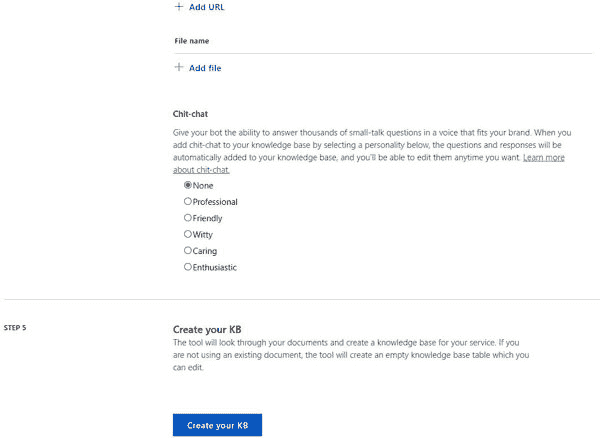 + Add URL
File name
+ Add file
Chit-chat
Give your bot the ability to answer thousands of small-talk questions in a voice that fits your brand. When you
add chit-chat to your knowledge base by selecting a personality below, the questions and responses will be
automatically added to your knowledge base, and you'll be able to edit them anytime you want. Learn more
about chit-chat.
None
Professional
Friendly
Witty
Caring
Enthusiastic
STEP 5
Create your KB
The tool will look through your documents and create a knowledge base for your service. If you
are not using an existing document, the tool will create an empty knowledge base table which you
can edit.
Create your KB